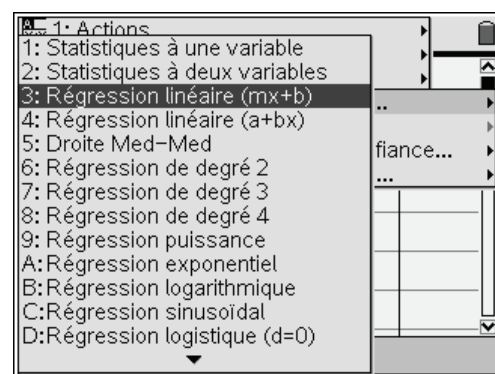 1: Actions
1: Statistiques à une variable
2: Statistiques à deux variables
3: Régression linéaire (mx+b)
..
4: Régression linéaire (a+bx)
5: Droite Med-Med
fiance...
6: Régression de degré 2
...
7: Régression de degré 3
8: Régression de degré 4
9: Régression puissance
A:Régression exponentiel
B:Régression logarithmique
C:Régression sinusoïdal
D:Régression logistique (d=0)